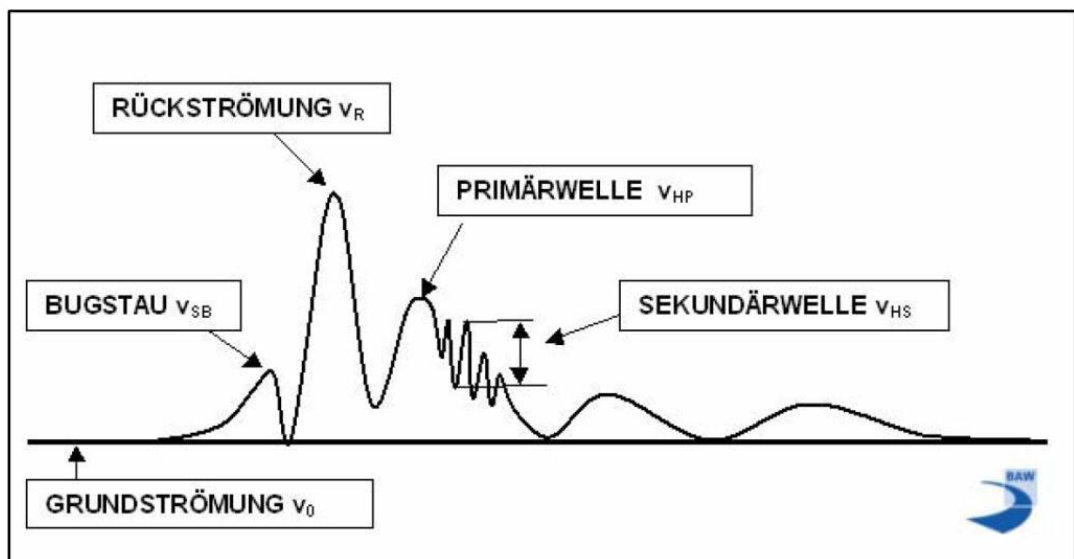 RÜCKSTRÖMUNG vR
PRIMÄRWELLE vHP
BUGSTAU vSB
SEKUNDÄRWELLE vHS
GRUNDSTRÖMUNG v0
BAW